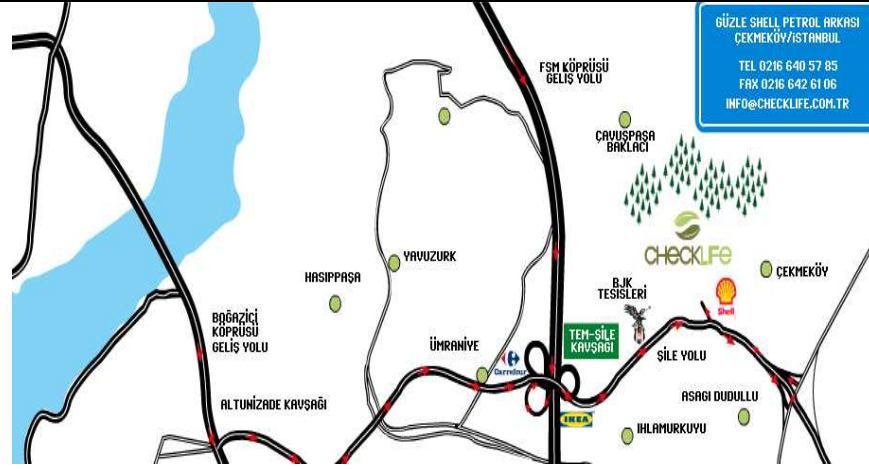 GÜZLE SHELL PETROL ARKASI
ÇEKMEKÖY/İSTANBUL
TEL 0216 640 57 85
FAX 0216 642 61 06
INFO@CHECKLIFE.COM.TR
FSM KÖPRÜSÜ
GELİŞ YOLU
ÇAVUŞPAŞA
BAKLACI
CHECKLIFE
YAVUZURK
HASIPPAŞA
ÇEKMEKÖY
BJK
TESİSLERİ
Shell
BOĞAZİÇİ
KÖPRÜSÜ
GELİŞ YOLU
ÜMRANİYE
Carrefour
TEM-ŞİLE
KAVŞAĞI
ŞİLE YOLU
ALTUNIZADE KAVŞAĞI
IKEA
ASAGI DUDULLU
IHLAMURKUYU